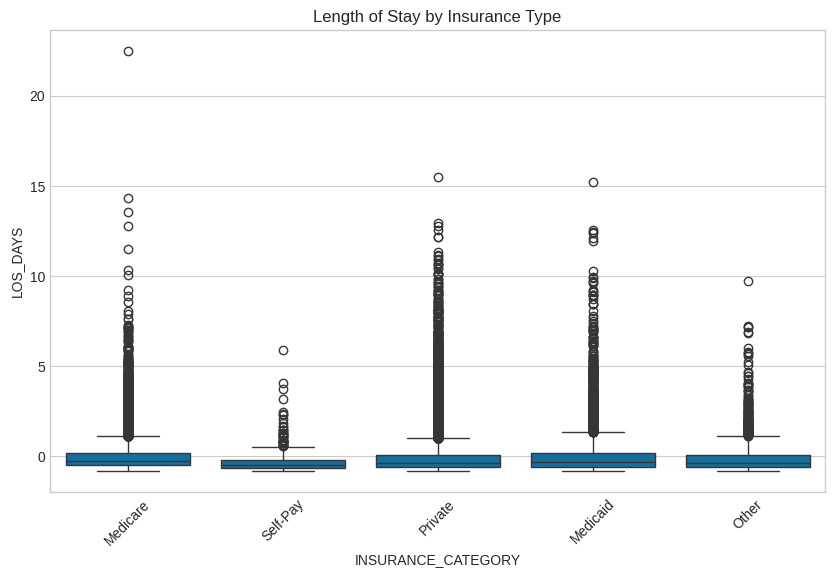 Length of Stay by Insurance Type
LOS_DAYS
20
15
10
5
0
Medicare
Self-Pay
Private
Medicaid
Other
INSURANCE_CATEGORY